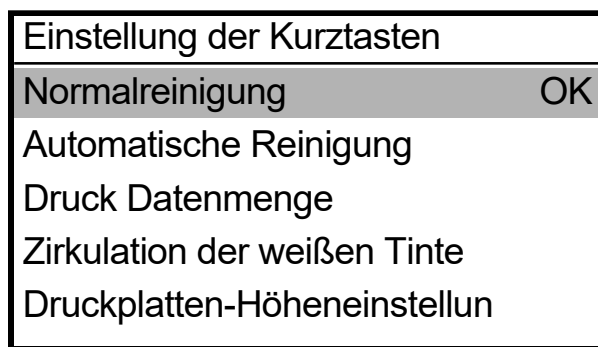 Einstellung der Kurztasten
Normalreinigung OK
Automatische Reinigung
Druck Datenmenge
Zirkulation der weißen Tinte
Druckplatten-Höheneinstellun